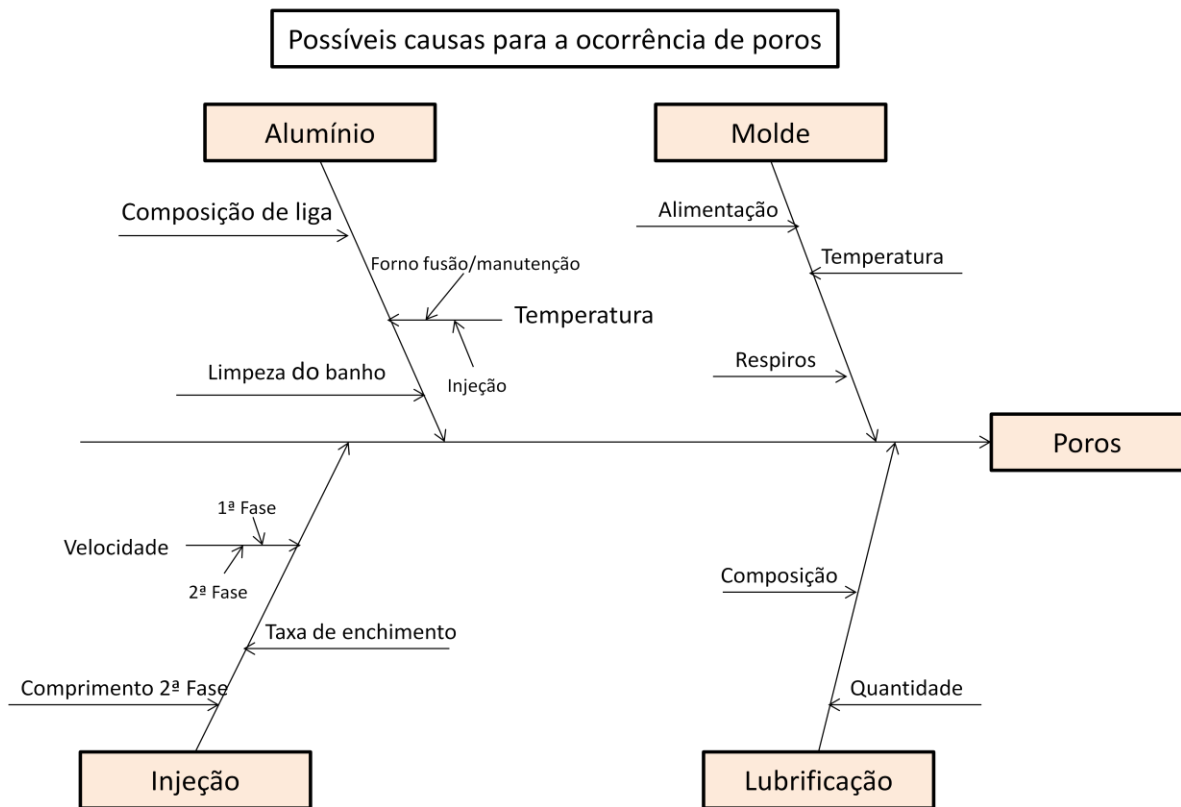 Possíveis causas para a ocorrência de poros
Alumínio
Molde
Composição de liga
Alimentação
Forno fusão/manutenção
Temperatura
Temperatura
Limpeza do banho
Injeção
Respiros
Poros
1ª Fase
Velocidade
2ª Fase
Composição
Taxa de enchimento
Comprimento 2ª Fase
Quantidade
Injeção
Lubrificação